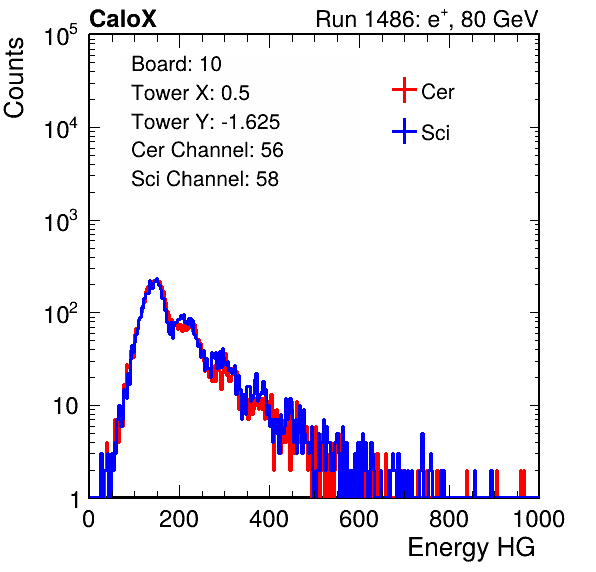 CaloX Run 1486: e⁺, 80 GeV
Counts
Board: 10
Tower X: 0.5
Tower Y: -1.625
Cer Channel: 56
Sci Channel: 58
Cer
Sci
10⁵
10⁴
10³
10²
10
1
0 200 400 600 800 1000
Energy HG